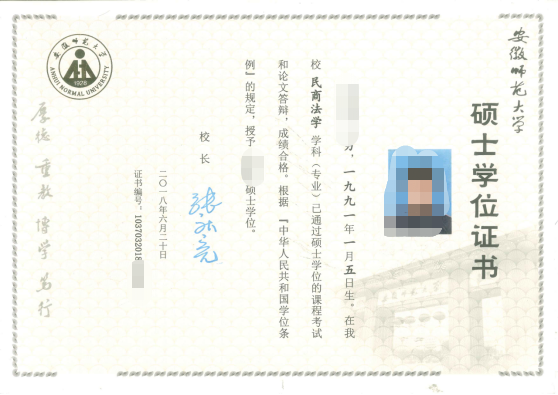 安徽师范大学
硕士学位证书
，一九九一年一月五日生。在我
校 民商法学 学科（专业）已通过硕士学位的课程考试
和论文答辩，成绩合格。根据『中华人民共和国学位条
例』的规定，授予 硕士学位。
校长
二〇一八年六月二十日
证书编号：1037032018
安徽师范大学
ANHUI NORMAL UNIVERSITY
1928
厚德 重教 博学 笃行